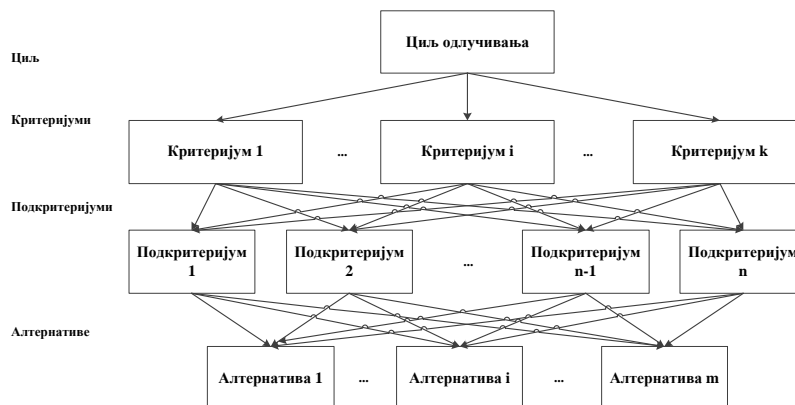 Циљ одлучивања
Циљ
Критеријуми
Критеријум 1
...
Критеријум i
...
Критеријум k
Подкритеријуми
Подкритеријум
1
Подкритеријум
2
...
Подкритеријум
n-1
Подкритеријум
n
Алтернативе
Алтернатива 1
...
Алтернатива i
...
Алтернатива m